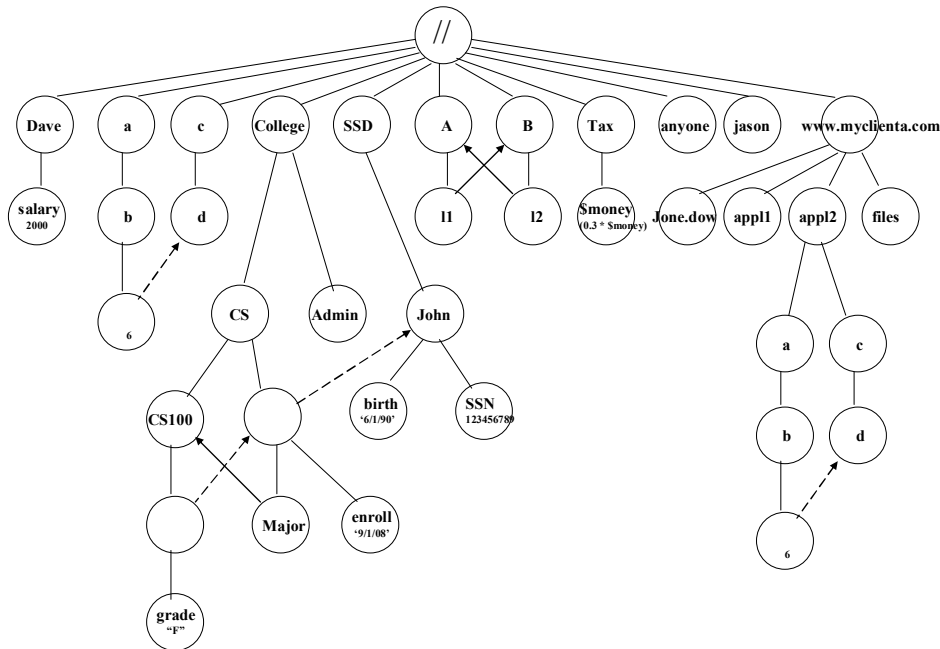 //
Dave
a
c
College
SSD
A
B
Tax
anyone
jason
www.myclienta.com
salary
2000
b
d
l1
l2
$money
(0.3 * $money)
Jone.dow
appl1
appl2
files
6
CS
Admin
John
a
c
CS100
birth
‘6/1/90’
SSN
123456789
b
d
Major
enroll
‘9/1/08’
6
grade
“F”